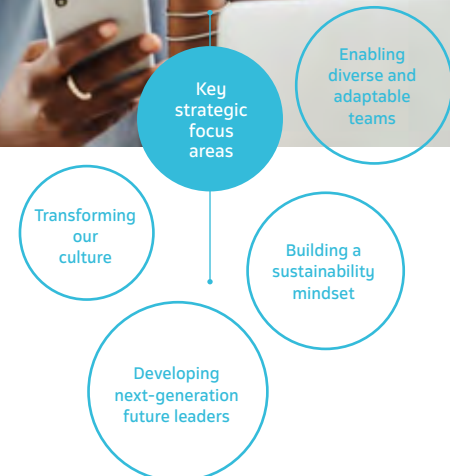 Key
strategic
focus
areas
Enabling
diverse and
adaptable
teams
Transforming
our
culture
Building a
sustainability
mindset
Developing
next-generation
future leaders